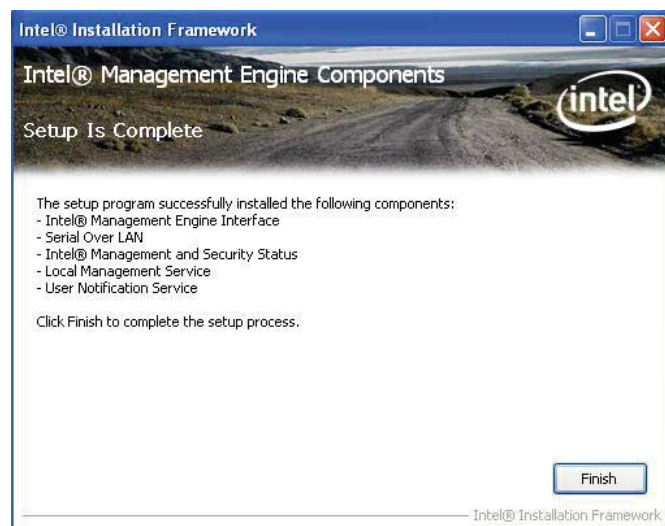 Intel® Installation Framework
Intel® Management Engine Components
intel
Setup Is Complete
The setup program successfully installed the following components:
- Intel® Management Engine Interface
- Serial Over LAN
- Intel® Management and Security Status
- Local Management Service
- User Notification Service
Click Finish to complete the setup process.
Finish
Intel® Installation Framework